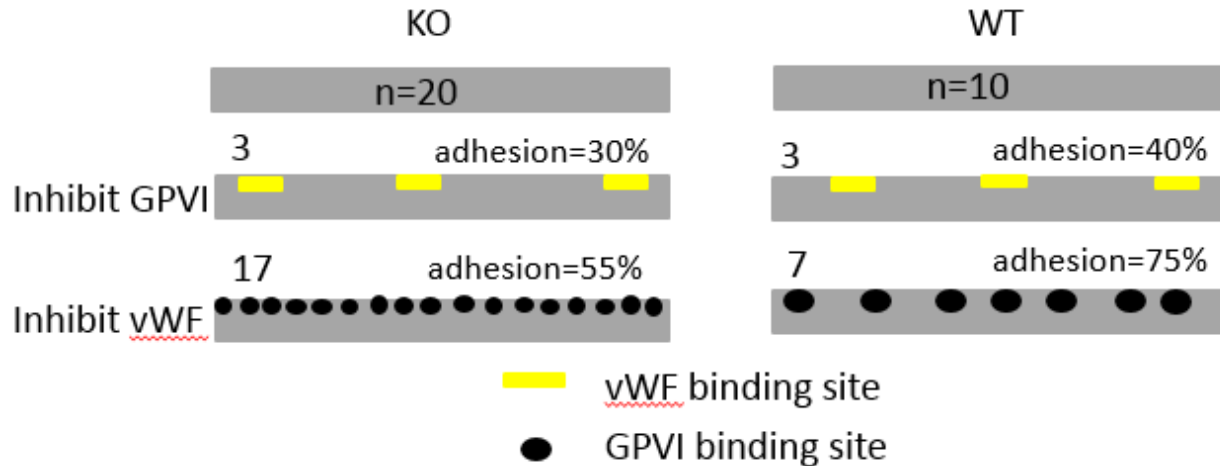 KO WT
n=20 n=10
3 adhesion=30% 3 adhesion=40%
Inhibit GPVI
17 adhesion=55% 7 adhesion=75%
Inhibit vWF
vWF binding site
GPVI binding site